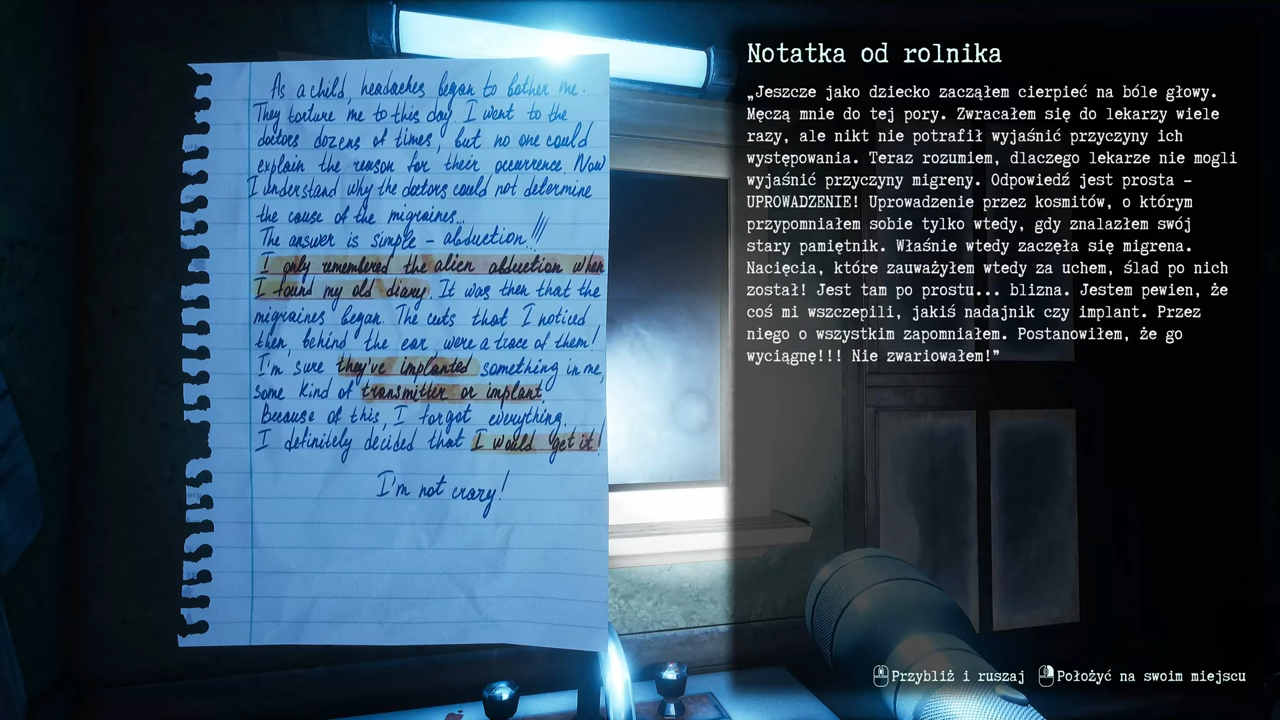 As a child, headaches began to bother me.
They torture me to this day. I went to the
doctors dozens of times, but no one could
explain the reason for their occurrence. Now
I understand why the doctors could not determine
the cause of the migraines...
The answer is simple - abduction!!!
I only remembered the alien abduction when
I found my old diary. It was then that the
migraines began. The cuts that I noticed
then, behind the ear, were a trace of them!
I'm sure they've implanted something in me,
some kind of transmitter or implant.
Because of this, I forgot everything.
I definitely decided that I would get it!
I'm not crazy!
Notatka od rolnika
„Jeszcze jako dziecko zacząłem cierpieć na bóle głowy.
Męczą mnie do tej pory. Zwracałem się do lekarzy wiele
razy, ale nikt nie potrafił wyjaśnić przyczyny ich
występowania. Teraz rozumiem, dlaczego lekarze nie mogli
wyjaśnić przyczyny migreny. Odpowiedź jest prosta –
UPROWADZENIE! Uprowadzenie przez kosmitów, o którym
przypomniałem sobie tylko wtedy, gdy znalazłem swój
stary pamiętnik. Właśnie wtedy zaczęła się migrena.
Nacięcia, które zauważyłem wtedy za uchem, ślad po nich
został! Jest tam po prostu... blizna. Jestem pewien, że
coś mi wszczepili, jakiś nadajnik czy implant. Przez
niego o wszystkim zapomniałem. Postanowiłem, że go
wyciągnę!!! Nie zwariowałem!”
Przybliż i ruszaj Położyć na swoim miejscu